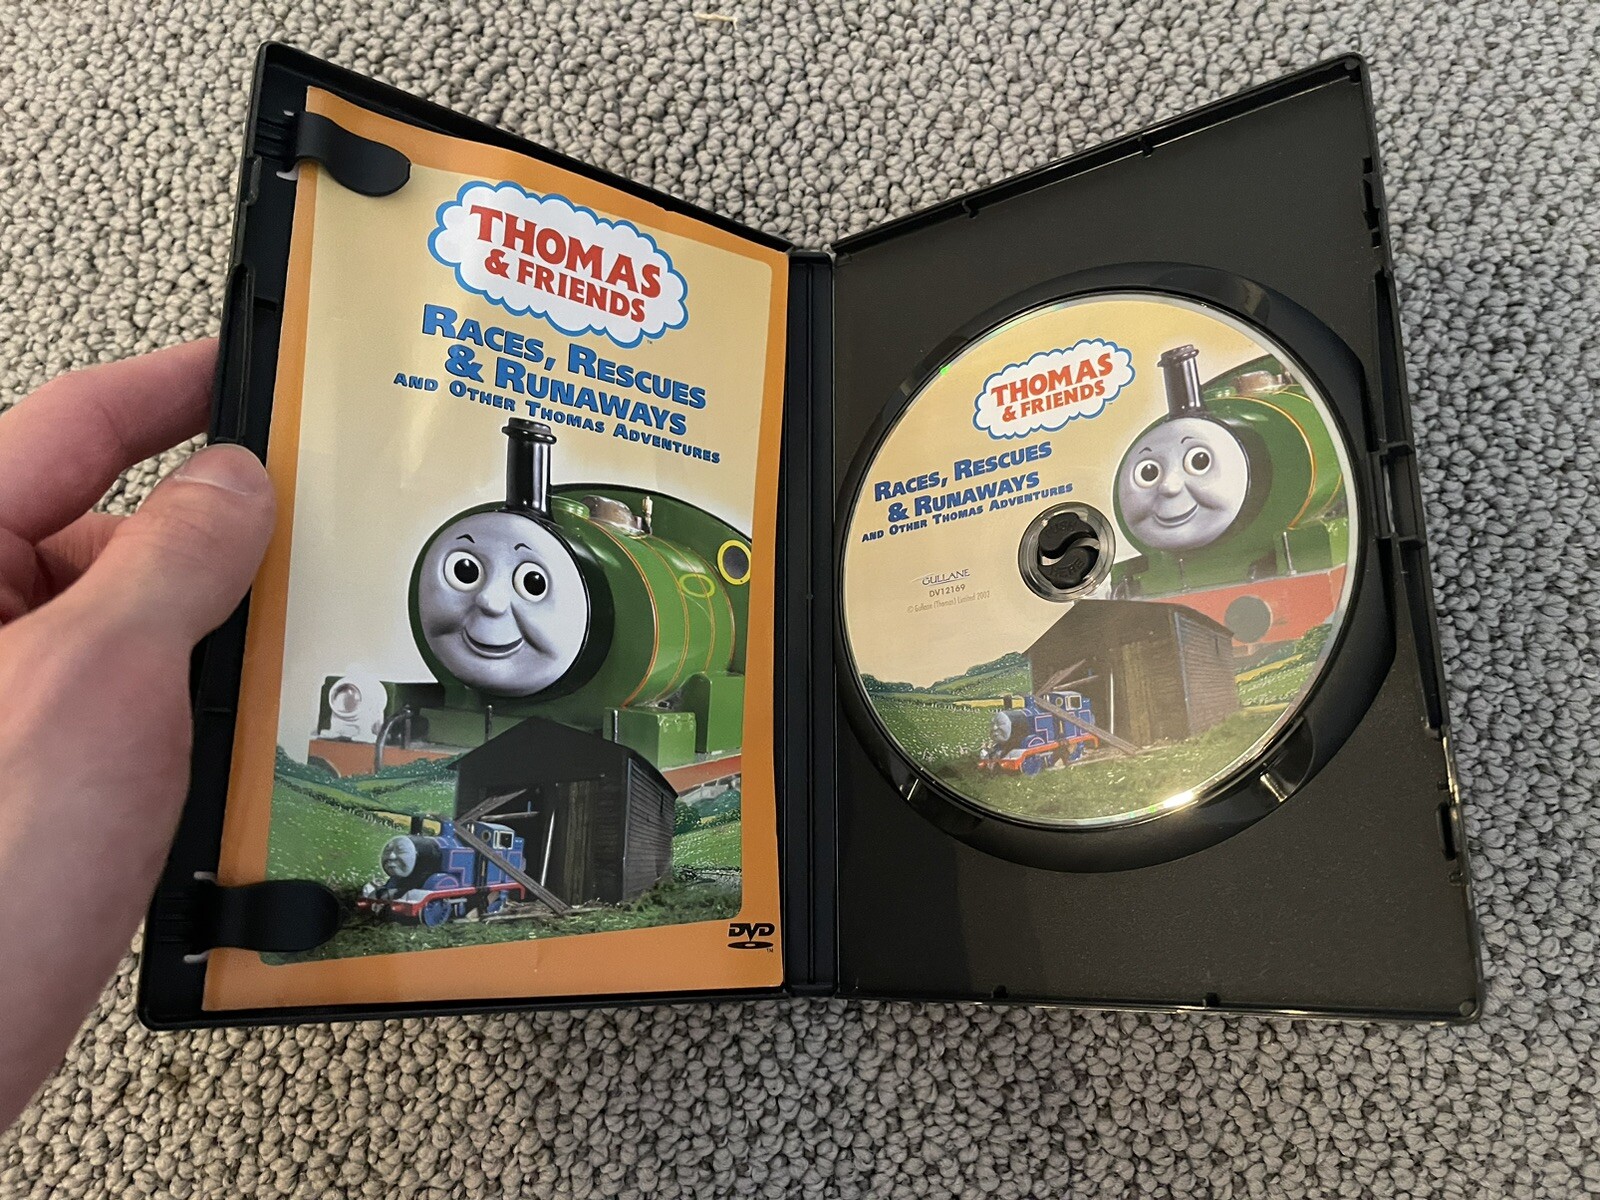 THOMAS
& FRIENDS
RACES, RESCUES
& RUNAWAYS
AND OTHER THOMAS ADVENTURES
DVD
THOMAS
& FRIENDS
RACES, RESCUES
& RUNAWAYS
AND OTHER THOMAS ADVENTURES
GULLANE
DV12169